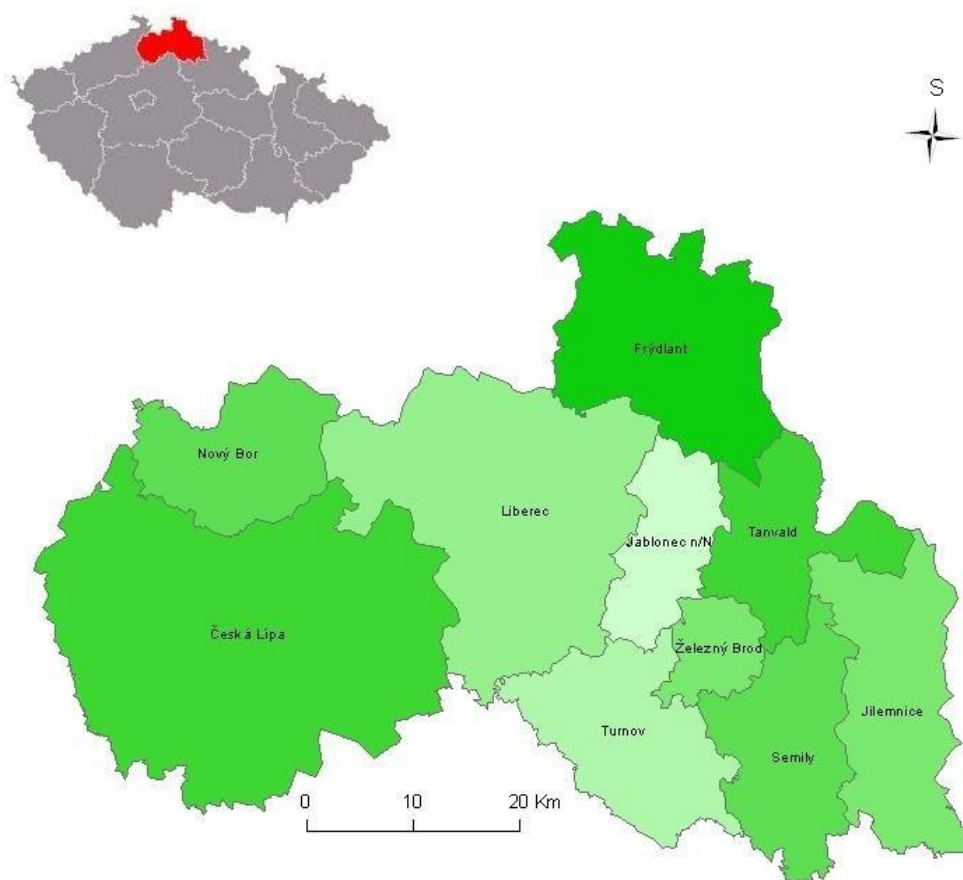 S
Frýdlant
Nový Bor
Liberec
Jablonec n/N
Tanvald
Česká Lípa
Železný Brod
Jilemnice
Turnov
Semily
0 10 20 Km